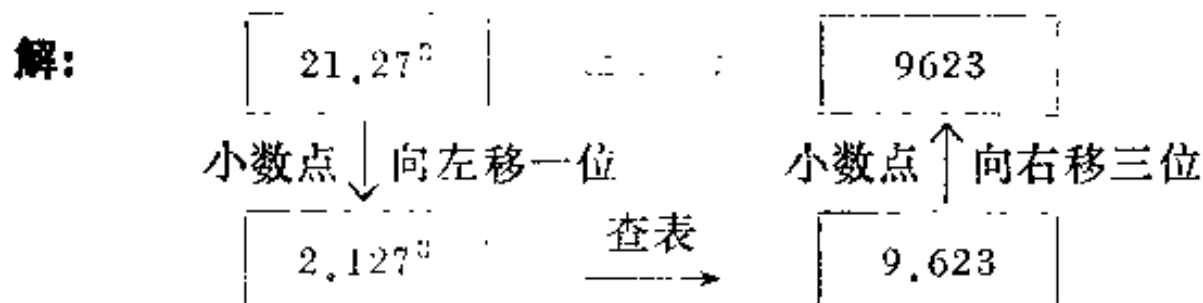 解: 21.27³ 9623
小数点 向左移一位 小数点 向右移三位
2.127³ 查表 9.623